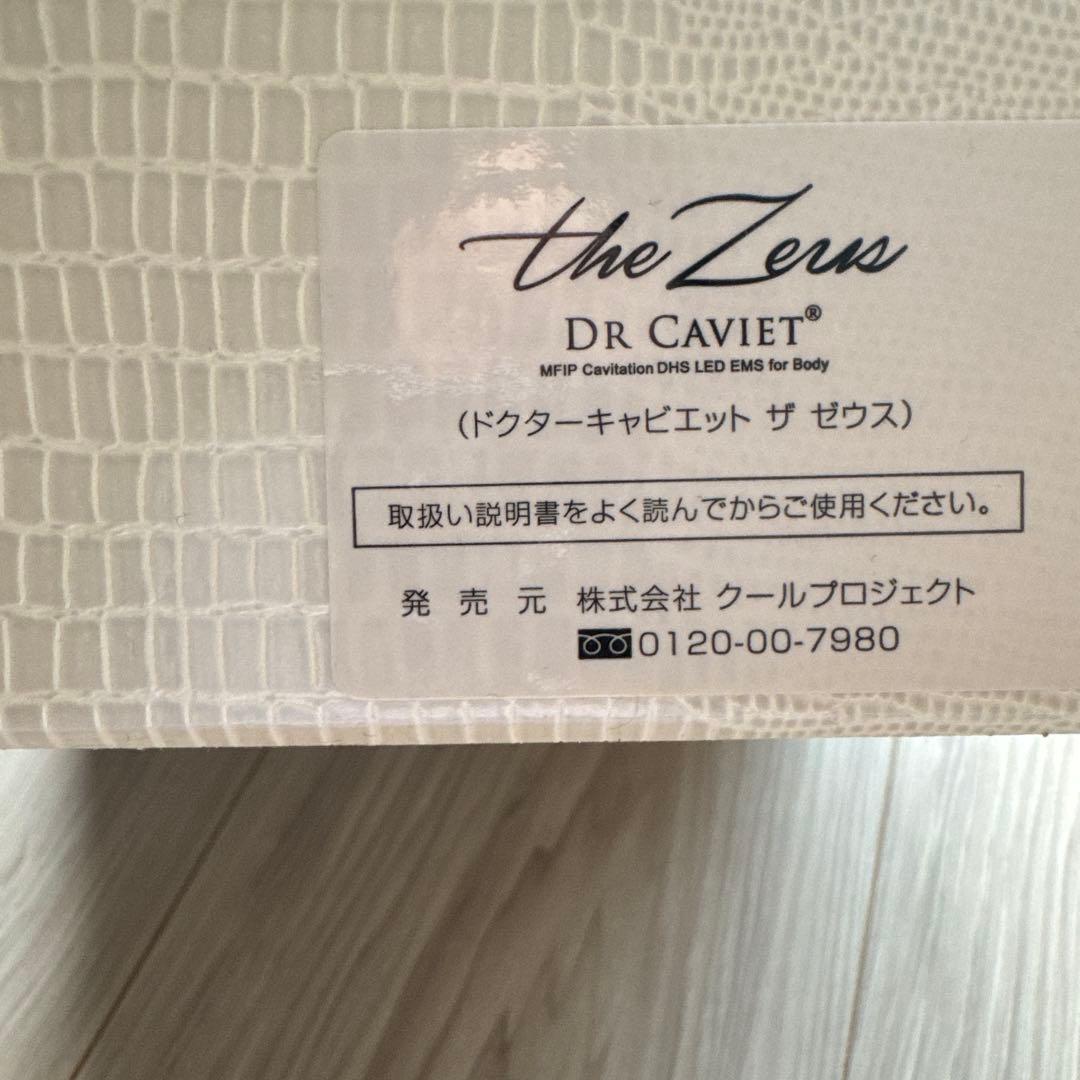 the Zeus
DR CAVIET®
MFIP Cavitation DHS LED EMS for Body
（ドクターキャビエット ザ ゼウス）
取扱い説明書をよく読んでからご使用ください。
発 売 元 株式会社 クールプロジェクト
0120-00-7980